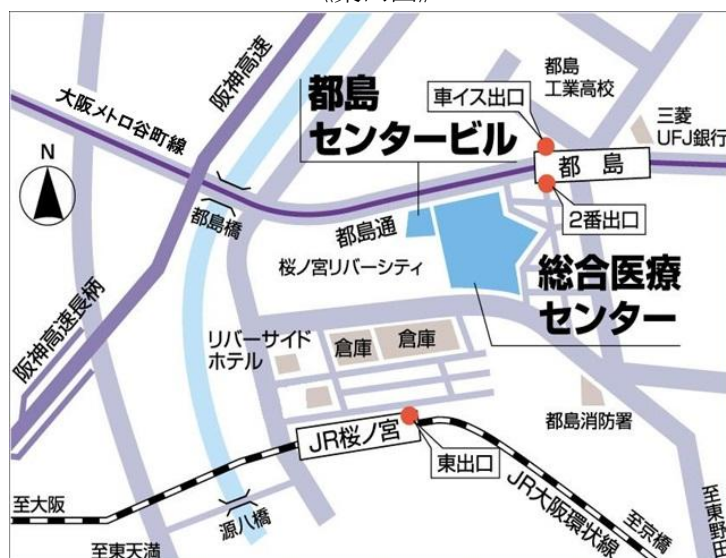 阪神高速
都島
センタービル
車イス出口
都島
工業高校
三菱
UFJ銀行
大阪メトロ谷町線
都島
N
都島橋
都島通
2番出口
桜ノ宮リバーシティ
総合医療
センター
阪神高速長柄
リバーサイド
ホテル
倉庫
倉庫
都島消防署
JR桜ノ宮
東出口
JR大阪環状線
至大阪
源八橋
至東天満
至京橋
至東野田